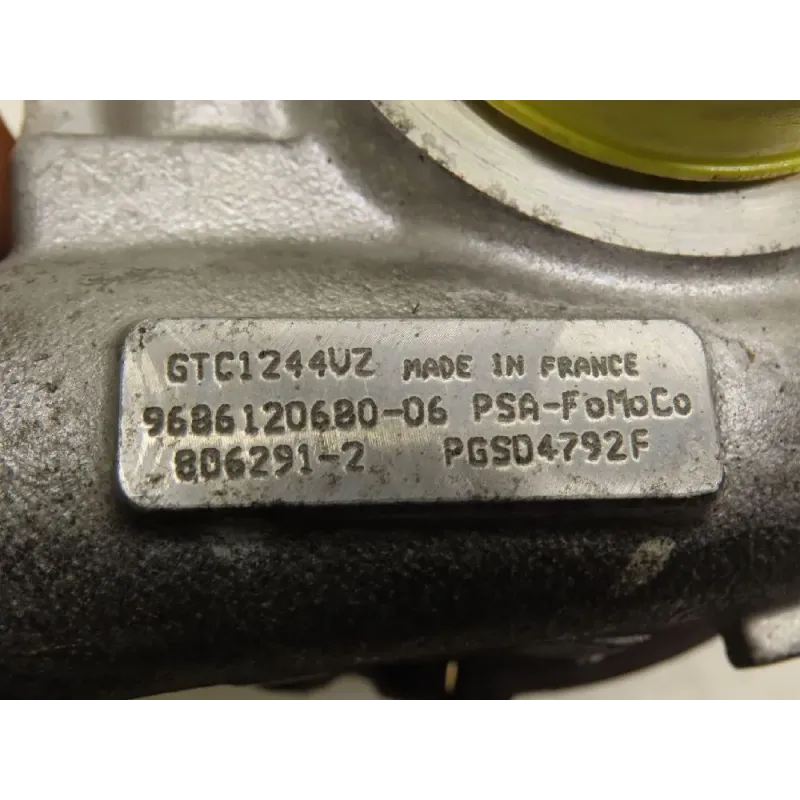 GTC1244VZ MADE IN FRANCE
9686120680-06 PSA-FoMoCo
806291-2 PGSD4792F